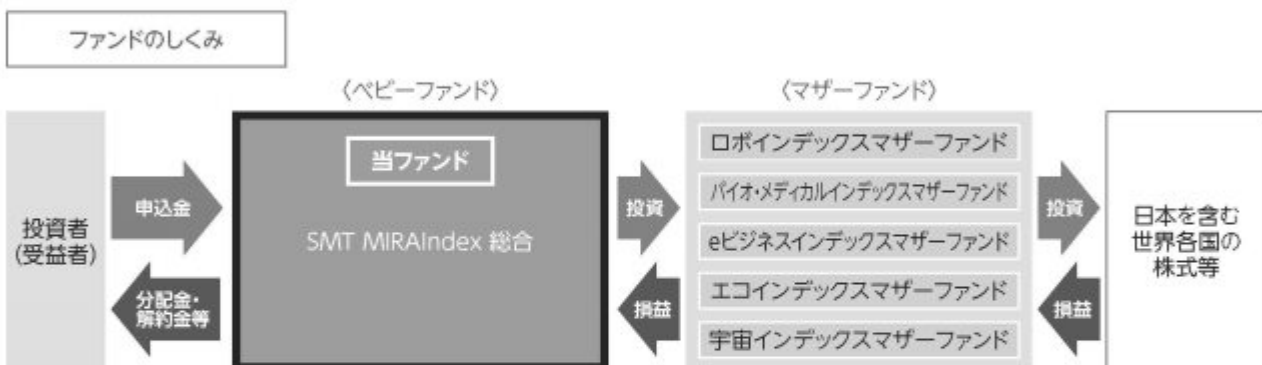 ファンドのしくみ
〈ベビーファンド〉
〈マザーファンド〉
投資者
(受益者)
申込金
分配金・
解約金等
当ファンド
SMT MIRAIndex 総合
投資
損益
ロボインデックスマザーファンド
バイオ・メディカルインデックスマザーファンド
eビジネスインデックスマザーファンド
エコインデックスマザーファンド
宇宙インデックスマザーファンド
投資
損益
日本を含む
世界各国の
株式等